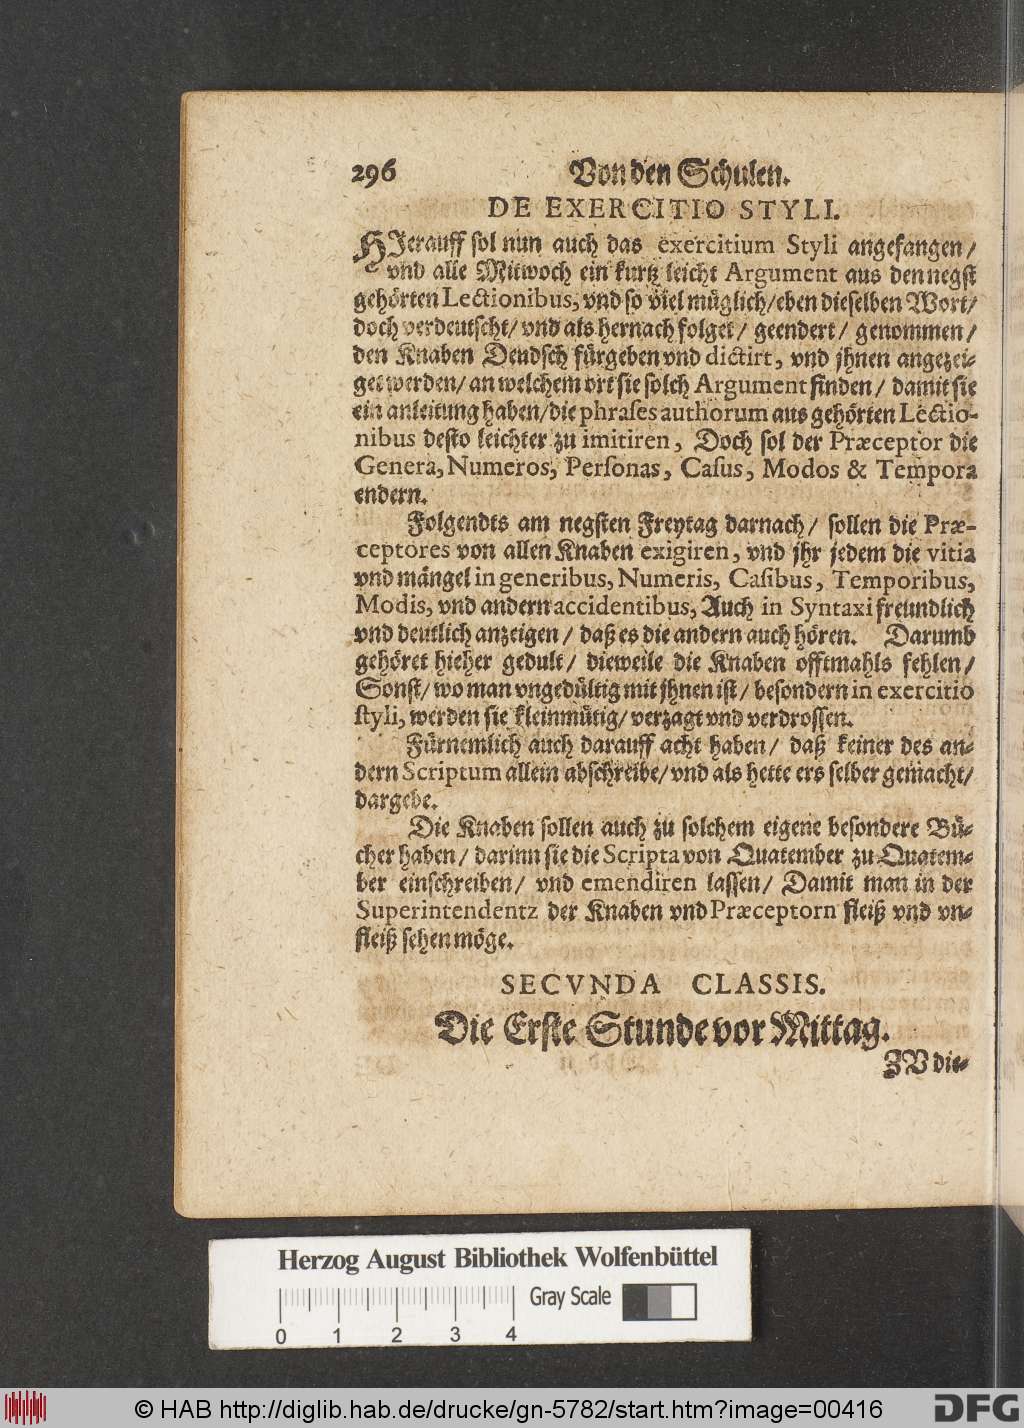 296 Von den Schulen.
DE EXERCITIO STYLI.
HJerauff sol nun auch das exercitium Styli angefangen/
vnd alle Mitwoch ein kurtz leicht Argument aus den negst
gehörten Lectionibus, vnd so viel müglich/eben dieselben Wort/
doch verdeutscht/ vnd als hernach folget/ geendert/ genommen/
den Knaben Deudsch fürgeben vnd dictirt, vnd jhnen angezei-
get werden/ an welchem ort sie solch Argument finden/ damit sie
ein anleitung haben/die phrases authorum aus gehörten Lectio-
nibus desto leichter zu imitiren, Doch sol der Præceptor die
Genera, Numeros, Personas, Casus, Modos & Tempora
endern.
Folgendts am negsten Freytag darnach/ sollen die Præ-
ceptores von allen Knaben exigiren, vnd jhr jedem die vitia
vnd mängel in generibus, Numeris, Casibus, Temporibus,
Modis, vnd andern accidentibus, Auch in Syntaxi freundlich
vnd deutlich anzeigen/ daß es die andern auch hören. Darumb
gehöret hieher gedult/ dieweile die Knaben offtmahls fehlen/
Sonst/ wo man vngedültig mit jhnen ist/ besondern in exercitio
styli, werden sie kleinmütig/ verzagt vnd verdrossen.
Fürnemlich auch darauff acht haben/ daß keiner des an-
dern Scriptum allein abschreibe/ vnd als hette ers selber gemacht/
dargebe.
Die Knaben sollen auch zu solchem eigene besondere Bü-
cher haben/ darinn sie die Scripta von Quatember zu Quatem-
ber einschreiben/ vnd emendiren lassen/ Damit man in der
Superintendentz der Knaben vnd Præceptorn fleiß vnd vn-
fleiß sehen möge.
SECVNDA CLASSIS.
Die Erste Stunde vor Mittag.
ZV die-
Herzog August Bibliothek Wolfenbüttel
Gray Scale
0 1 2 3 4
© HAB http://diglib.hab.de/drucke/gn-5782/start.htm?image=00416
DFG